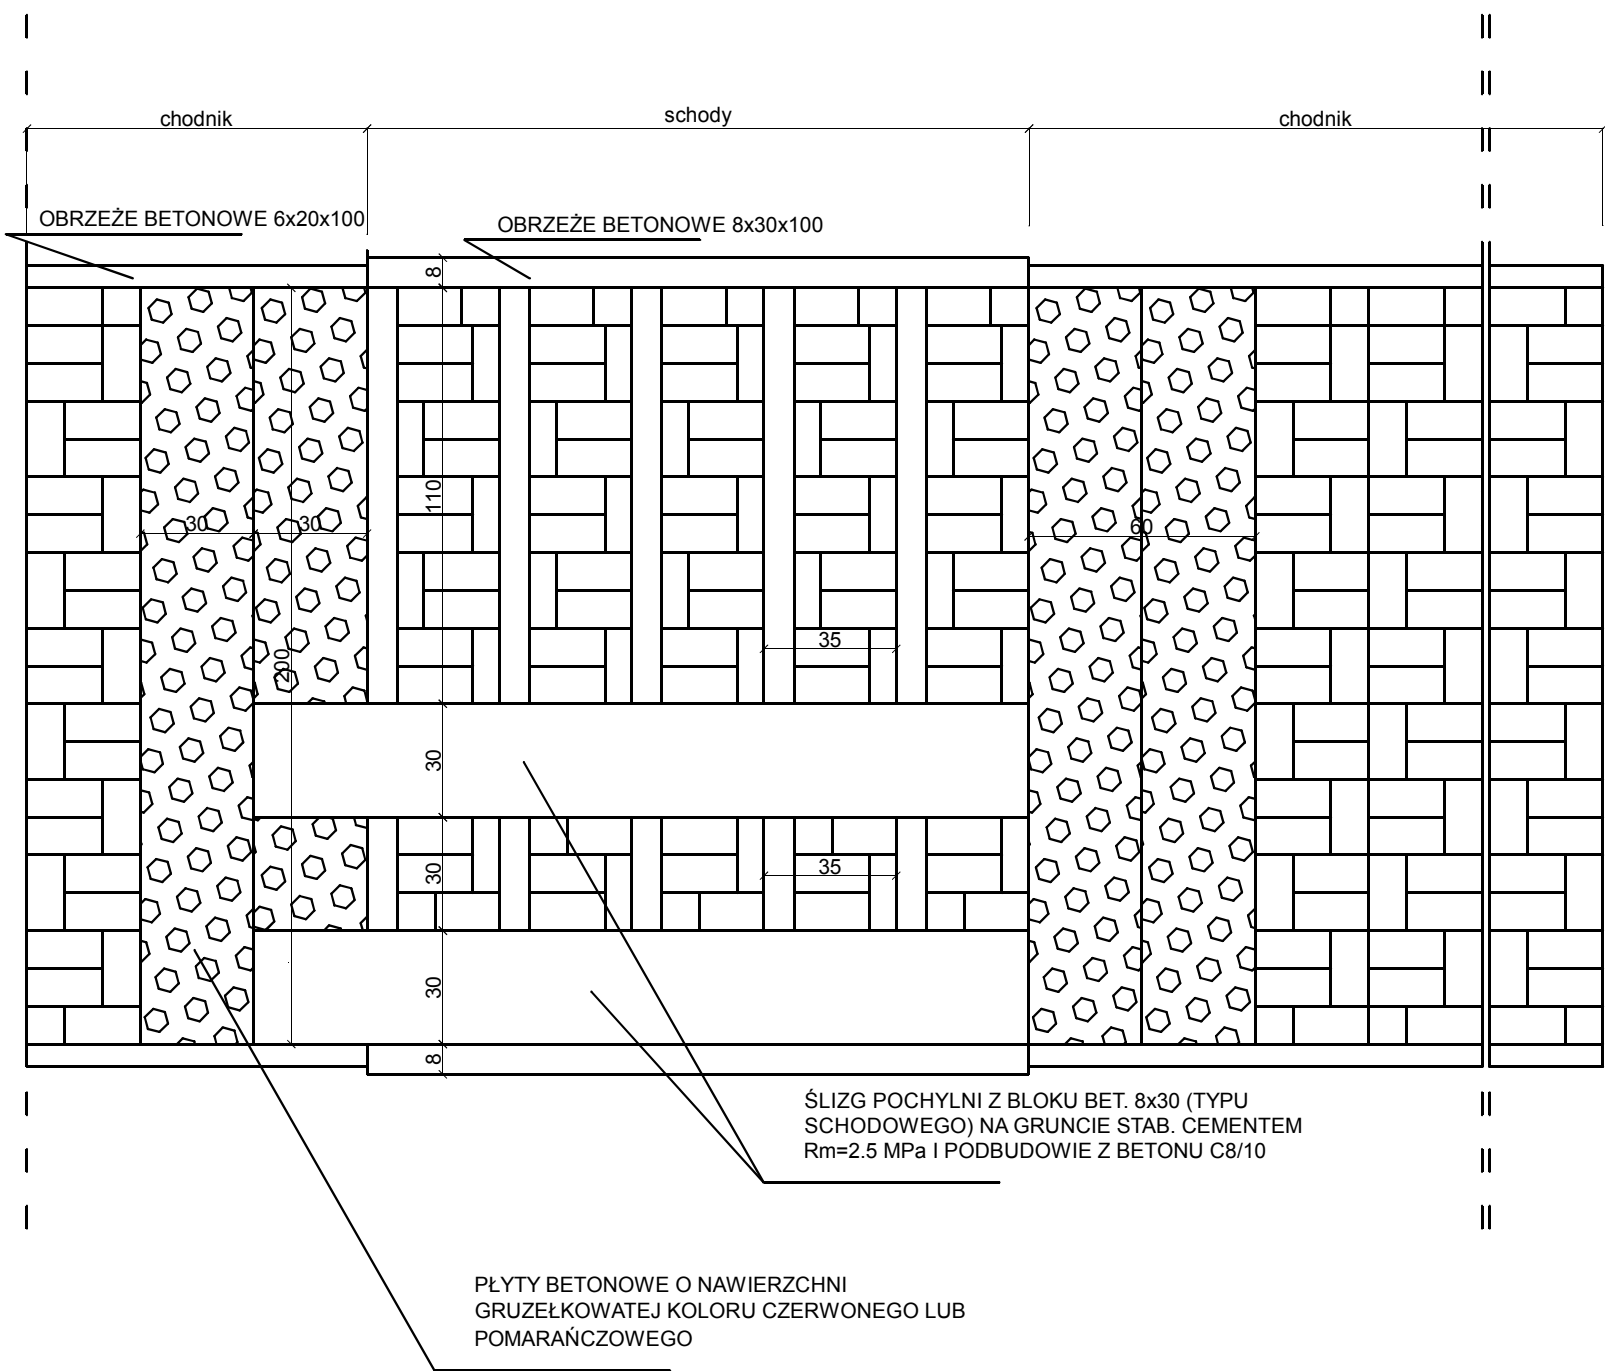 chodnik
schody
chodnik
OBRZEŻE BETONOWE 6x20x100
OBRZEŻE BETONOWE 8x30x100
8
110
30
30
60
35
200
30
30
35
30
8
ŚLIZG POCHYLNI Z BLOKU BET. 8x30 (TYPU
SCHODOWEGO) NA GRUNCIE STAB. CEMENTEM
Rm=2.5 MPa I PODBUDOWIE Z BETONU C8/10
PŁYTY BETONOWE O NAWIERZCHNI
GRUZEŁKOWATEJ KOLORU CZERWONEGO LUB
POMARAŃCZOWEGO